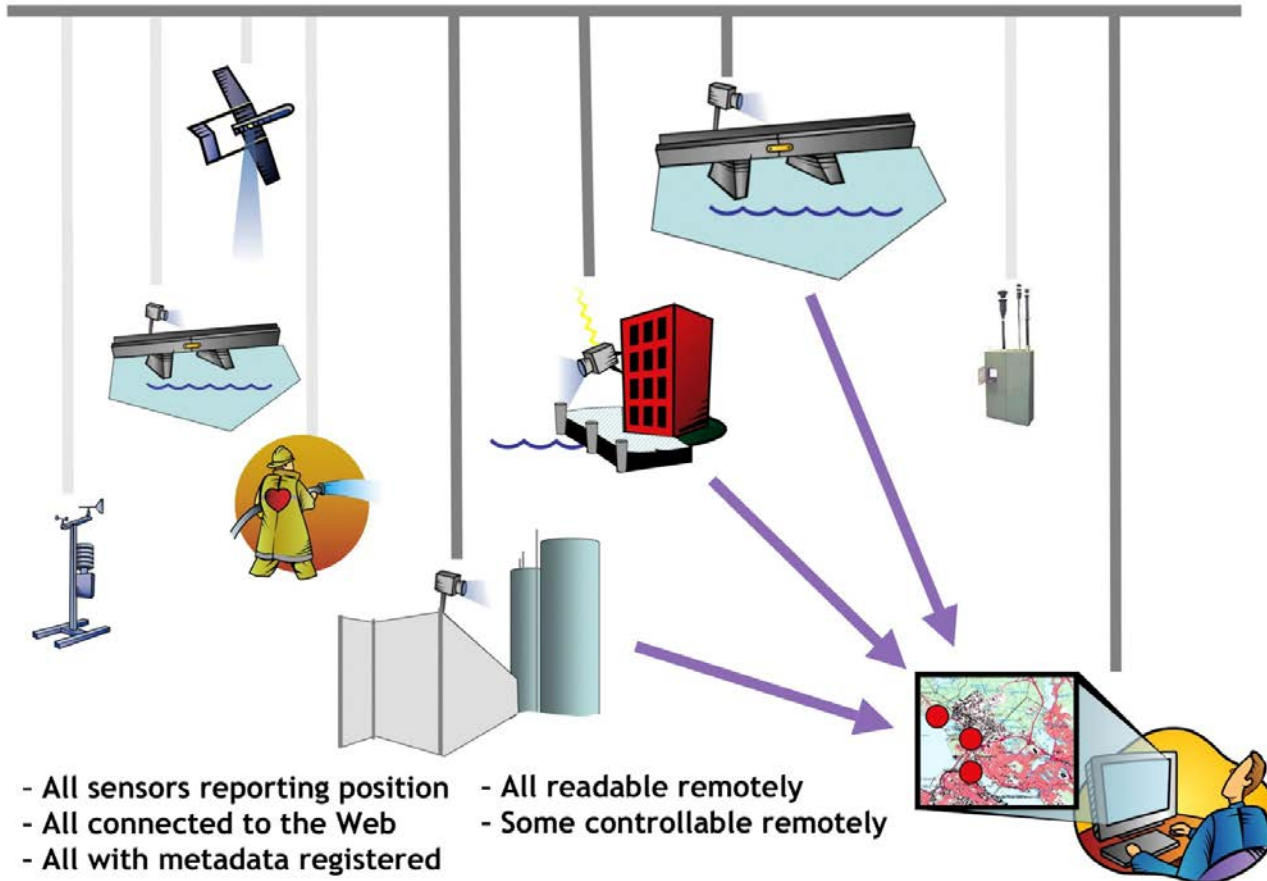 - All sensors reporting position
- All connected to the Web
- All with metadata registered
- All readable remotely
- Some controllable remotely